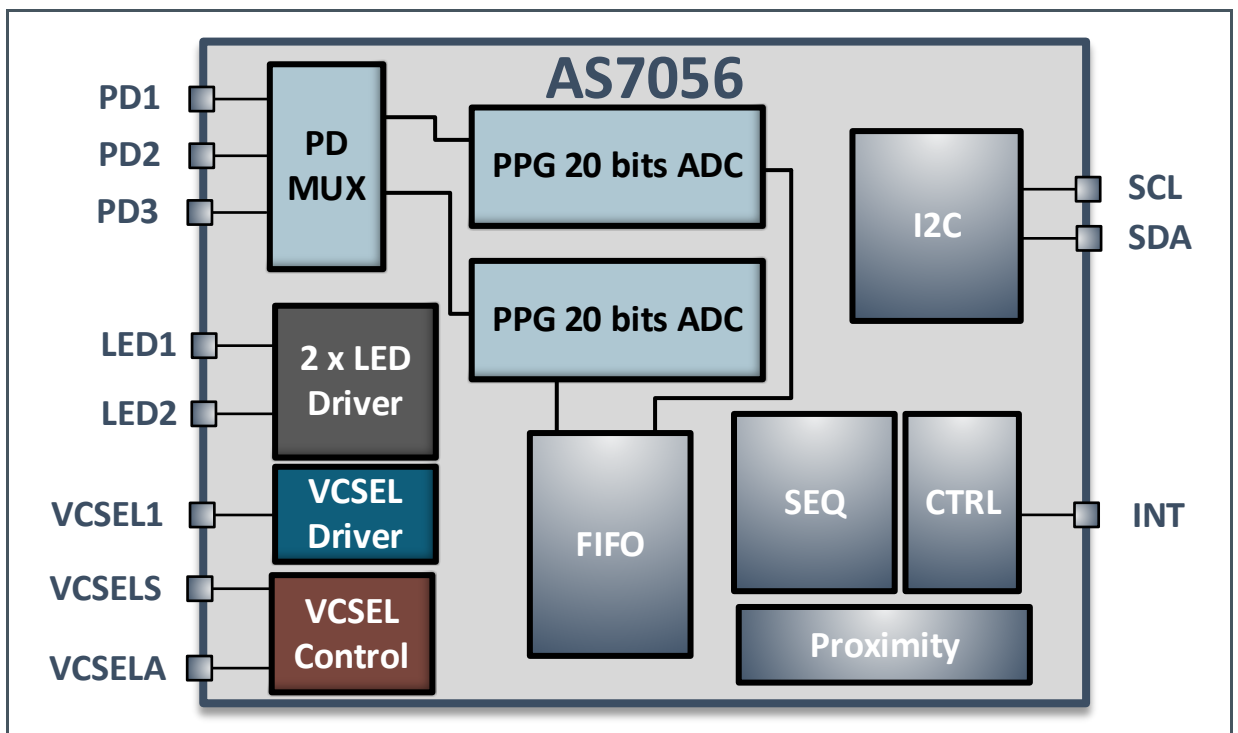 AS7056
PD1
PD2
PD3
PD
MUX
PPG 20 bits ADC
PPG 20 bits ADC
I2C
SCL
SDA
LED1
LED2
2 x LED
Driver
VCSEL1
VCSEL
Driver
VCSELS
VCSELA
VCSEL
Control
FIFO
SEQ
CTRL
INT
Proximity